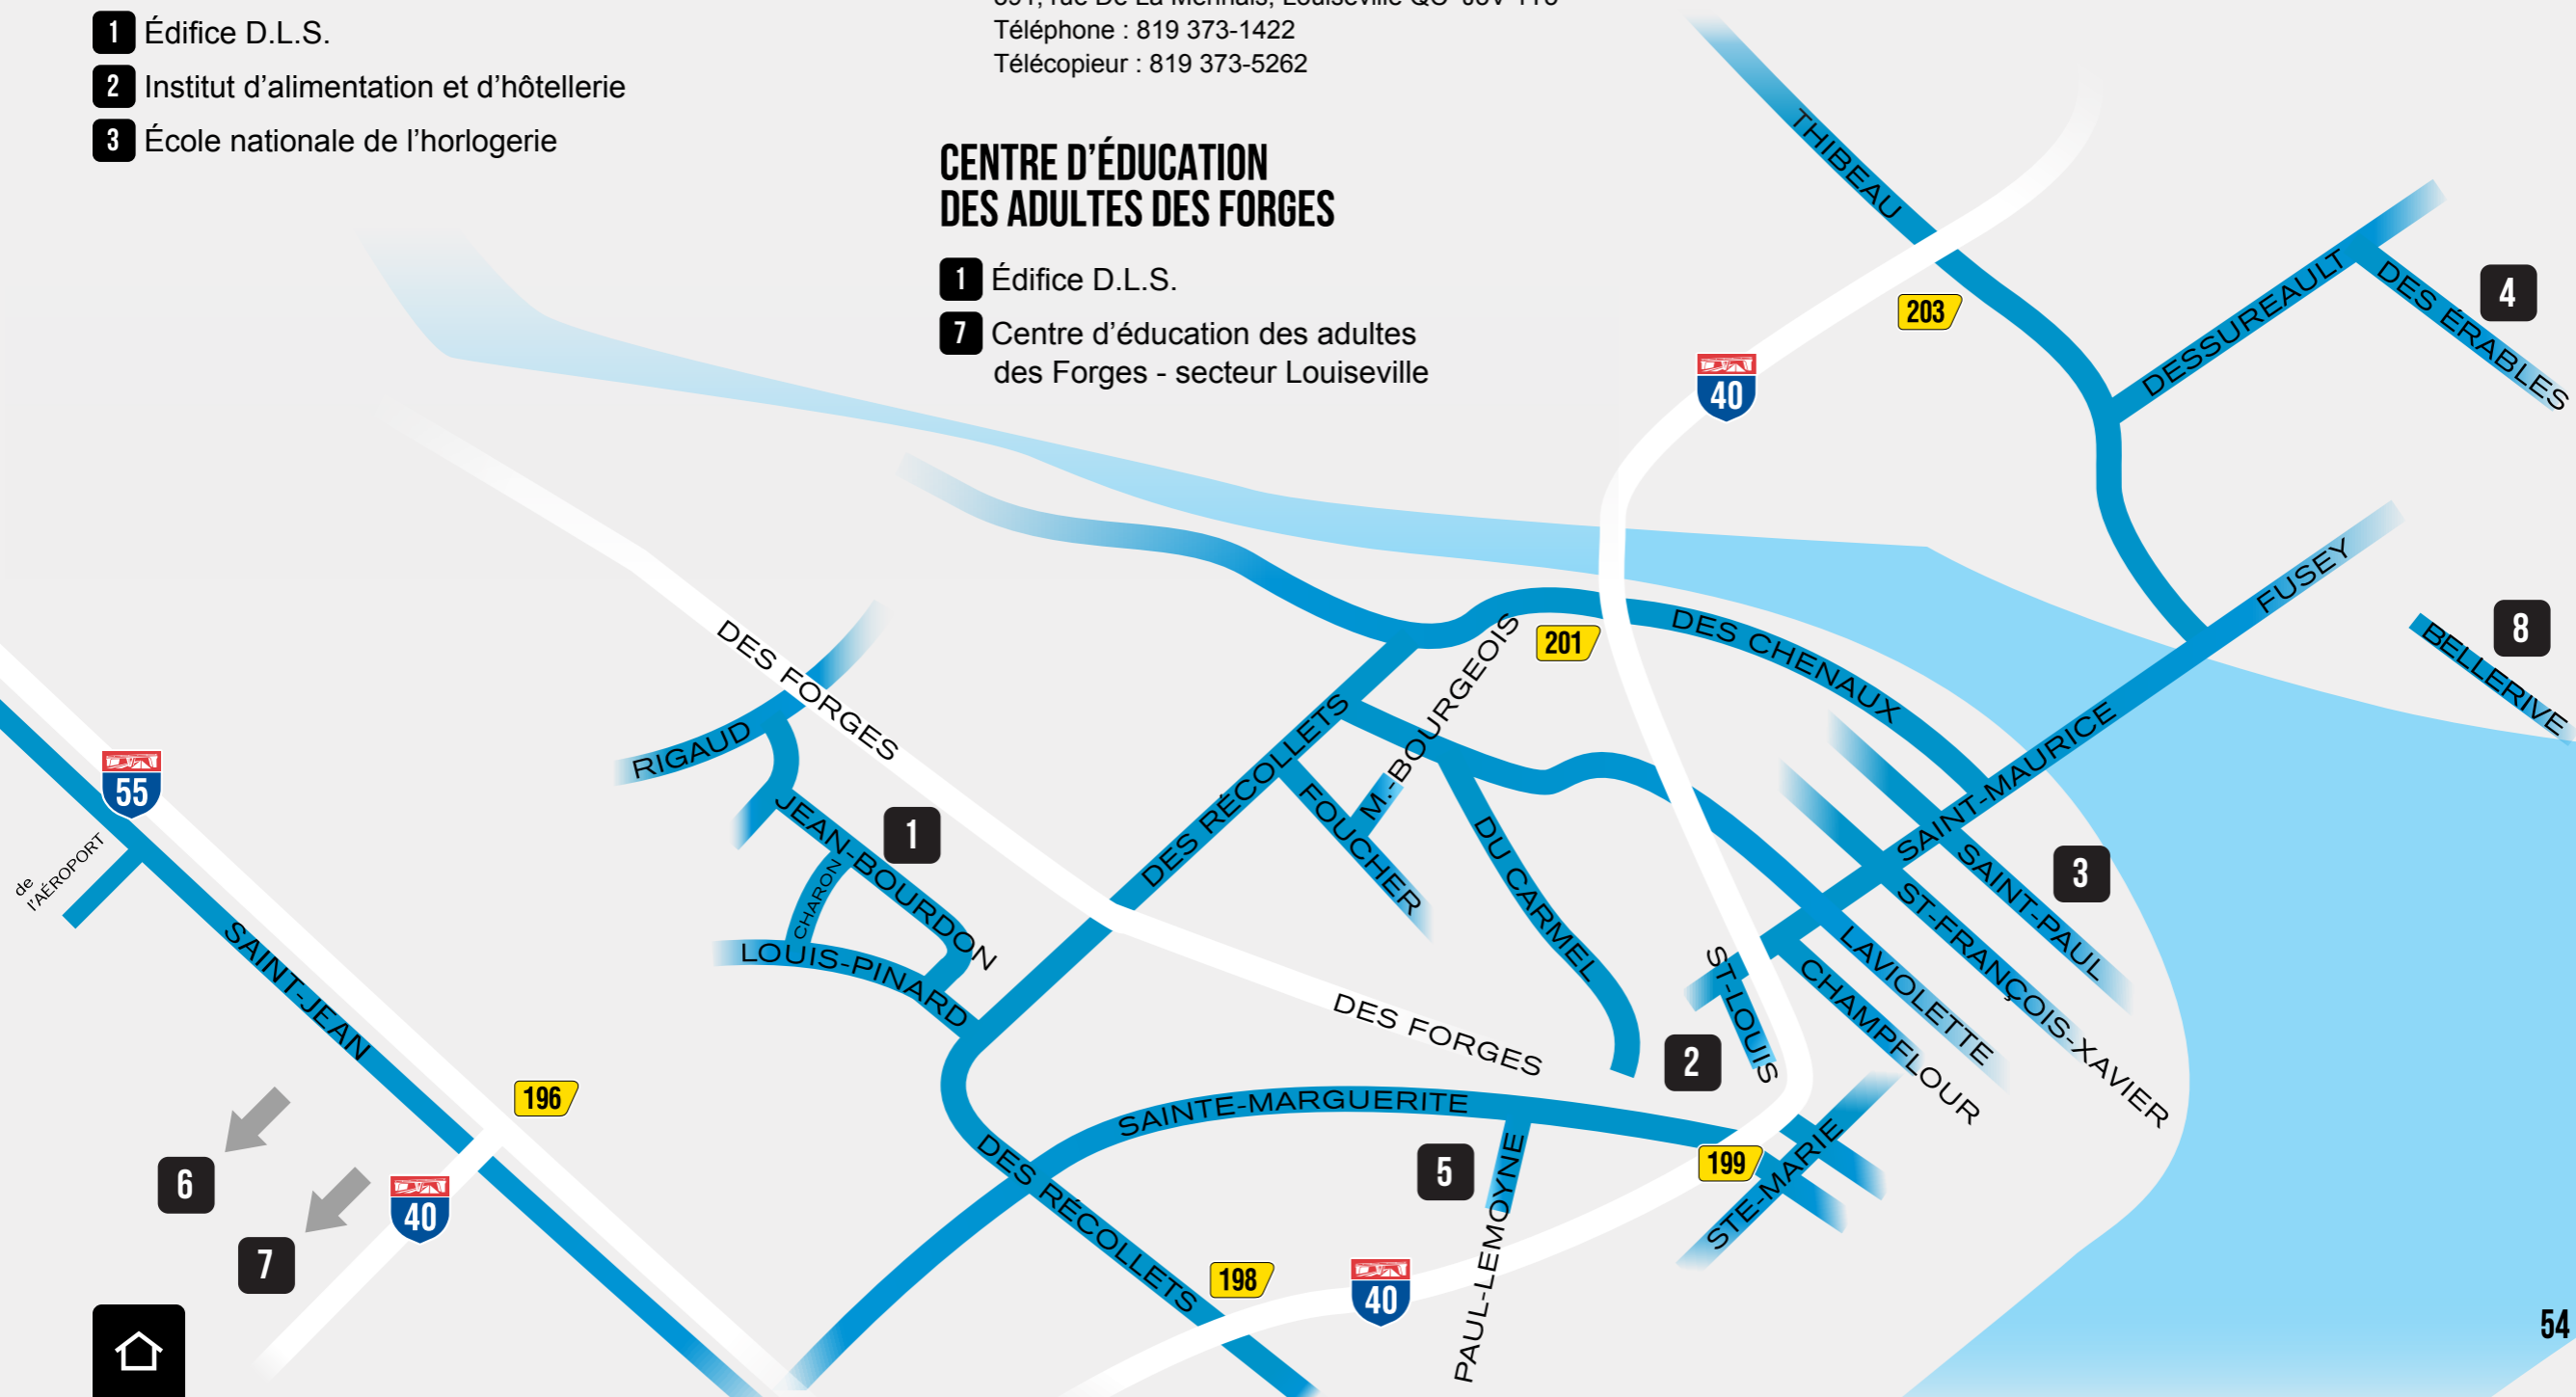 1 Édifice D.L.S.
2 Institut d'alimentation et d'hôtellerie
3 École nationale de l'horlogerie
Téléphone : 819 373-1422
Télécopieur : 819 373-5262
CENTRE D'ÉDUCATION
DES ADULTES DES FORGES
1 Édifice D.L.S.
7 Centre d'éducation des adultes
des Forges - secteur Louiseville
THIBEAU
203
40
DESSUREAULT
DES ÉRABLES
4
FUSEY
8
BELLERIVE
DES CHENAUX
201
M.-BOURGEOIS
DES FORGES
RIGAUD
55
de
l'AÉROPORT
JEAN-BOURDON
1
CHARON
LOUIS-PINARD
DES RÉCOLLETS
FOUCHER
DU CARMEL
SAINT-MAURICE
SAINT-PAUL
3
ST-FRANÇOIS-XAVIER
LAVIOLETTE
CHAMPFLOUR
ST-LOUIS
2
SAINT-JEAN
DES FORGES
196
SAINTE-MARGUERITE
5
PAUL-LEMOYNE
199
STE-MARIE
6
7
40
DES RÉCOLLETS
198
40
54